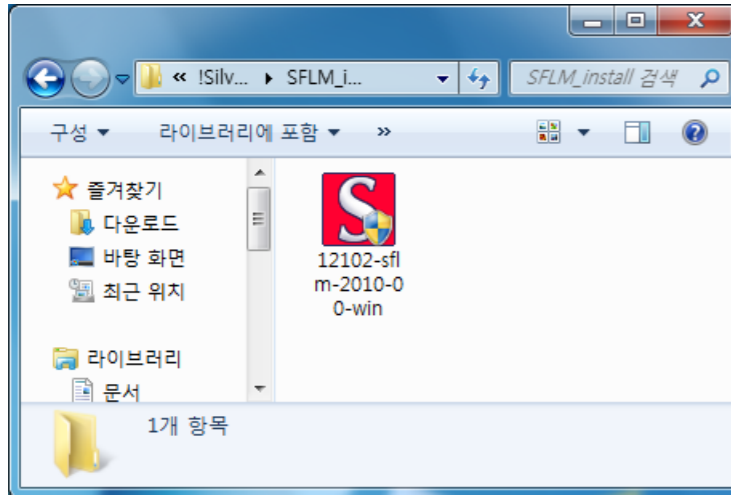 « !Silv... ▸ SFLM_i...
SFLM_install 검색
구성 라이브러리에 포함 »
즐겨찾기
다운로드
바탕 화면
최근 위치
라이브러리
문서
S
12102-sfl
m-2010-0
0-win
1개 항목